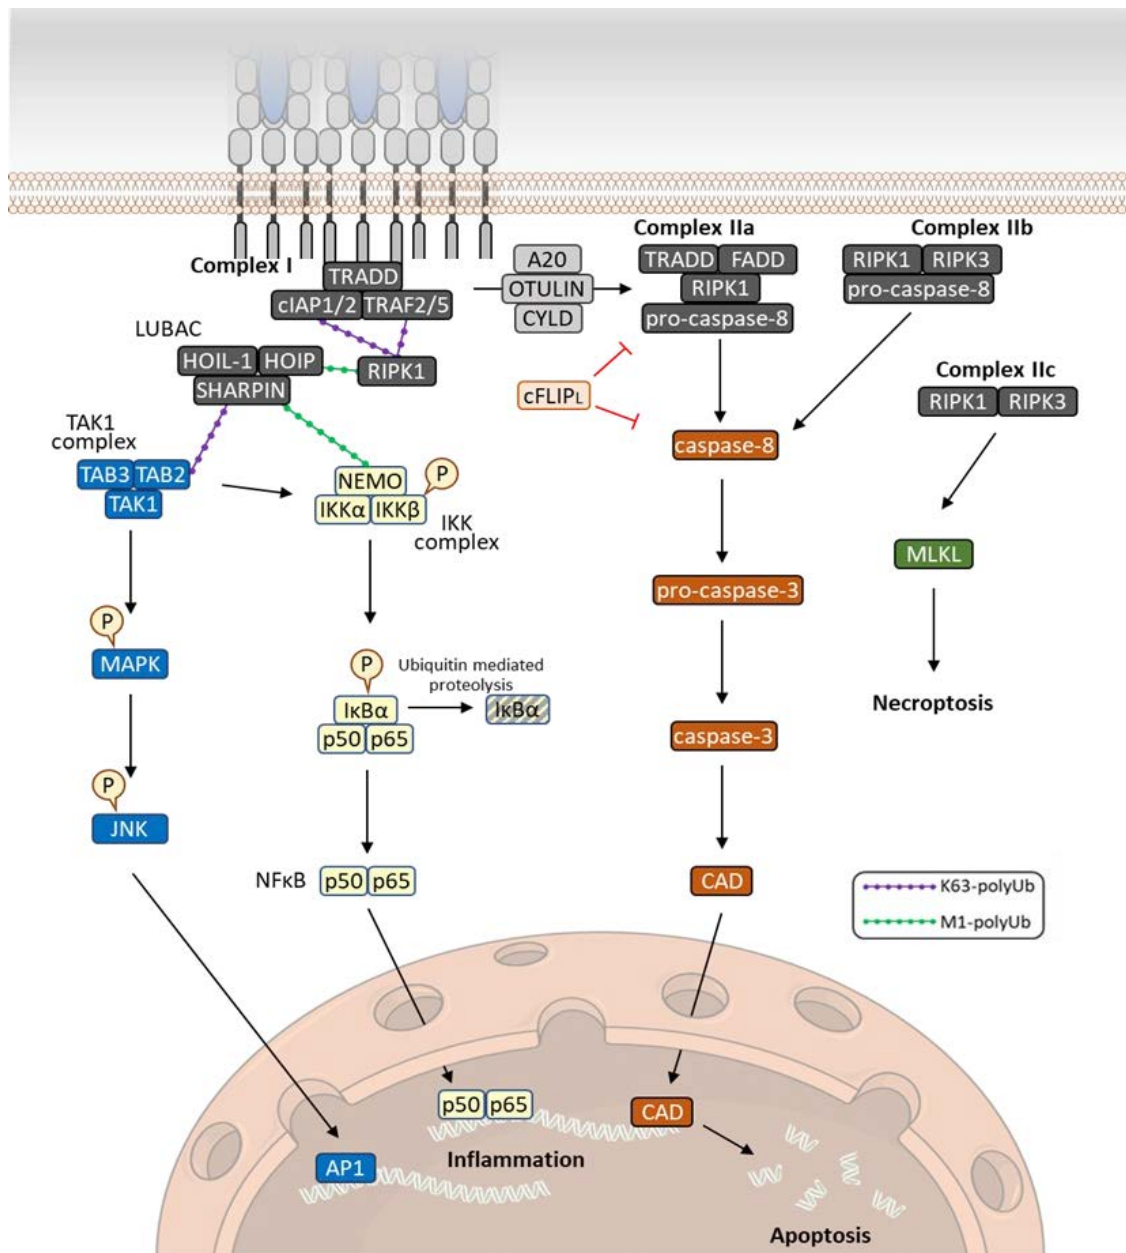 Complex I
TRADD
cIAP1/2 TRAF2/5
LUBAC
HOIL-1 HOIP
SHARPIN
RIPK1
A20
OTULIN
CYLD
Complex IIa
TRADD FADD
RIPK1
pro-caspase-8
Complex IIb
RIPK1 RIPK3
pro-caspase-8
cFLIPL
Complex IIc
RIPK1 RIPK3
TAK1
complex
TAB3 TAB2
TAK1
NEMO
P
IKKα IKKβ
IKK
complex
caspase-8
MLKL
pro-caspase-3
P
MAPK
P
Ubiquitin mediated
proteolysis
IκBα
p50 p65
IκBα
Necroptosis
caspase-3
P
JNK
NFκB
p50 p65
CAD
K63-polyUb
M1-polyUb
p50 p65
CAD
Inflammation
AP1
Apoptosis